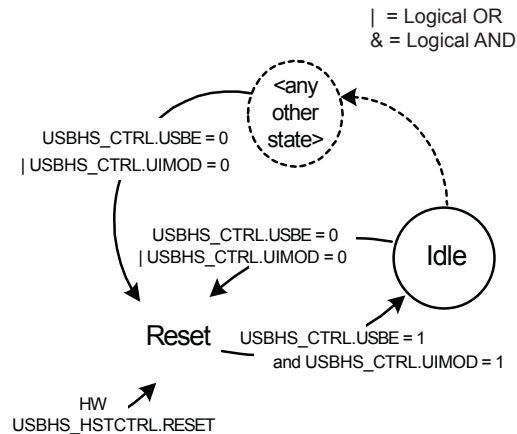 | = Logical OR
& = Logical AND
<any
other
state>
USBHS_CTRL.USBE = 0
| USBHS_CTRL.UIMOD = 0
USBHS_CTRL.USBE = 0
| USBHS_CTRL.UIMOD = 0
Idle
Reset
USBHS_CTRL.USBE = 1
and USBHS_CTRL.UIMOD = 1
HW
USBHS_HSTCTRL.RESET